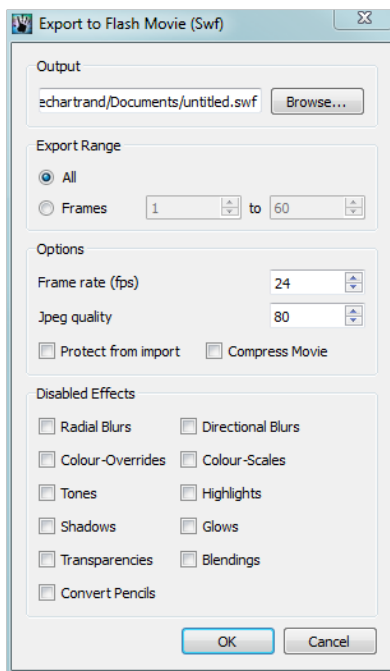 Export to Flash Movie (Swf)
Output
echartrand/Documents/untitled.swf
Browse...
Export Range
All
Frames 1 to 60
Options
Frame rate (fps) 24
Jpeg quality 80
Protect from import Compress Movie
Disabled Effects
Radial Blurs Directional Blurs
Colour-Overrides Colour-Scales
Tones Highlights
Shadows Glows
Transparencies Blendings
Convert Pencils
OK Cancel